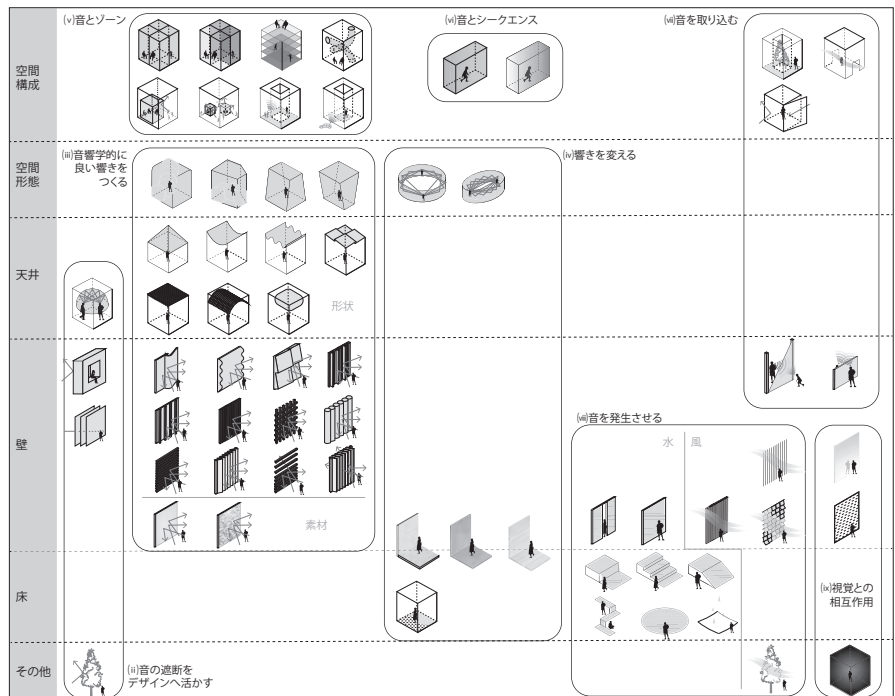 (ⅴ)音とゾーン
(ⅵ)音とシークエンス
(ⅶ)音を取り込む
空間
構成
空間
形態
(ⅲ)音響学的に
良い響きを
つくる
(ⅳ)響きを変える
天井
形状
壁
(ⅷ)音を発生させる
水
風
素材
床
(ⅸ)視覚との
相互作用
その他
(ⅱ)音の遮断を
デザインへ活かす